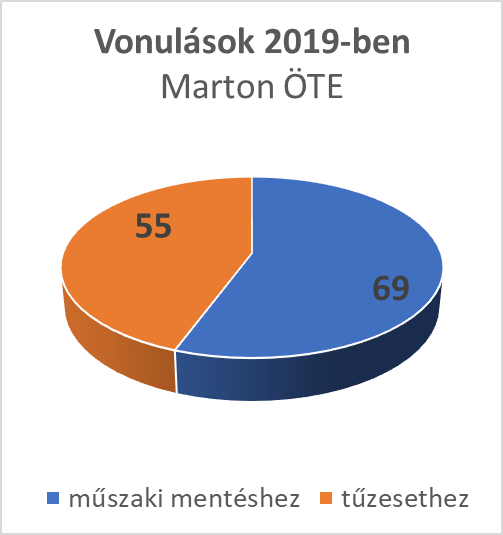 Vonulások 2019-ben
Marton ÖTE
55
69
műszaki mentéshez
tűzesethez